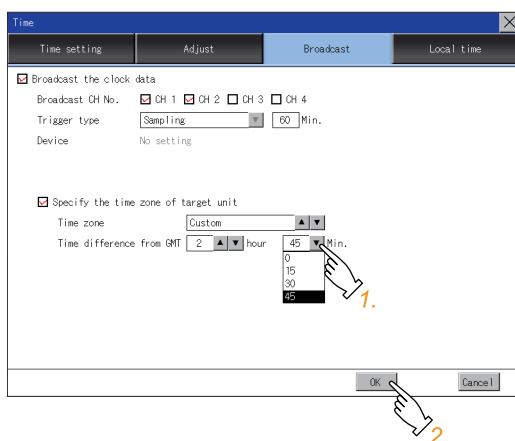 Time
Time setting Adjust Broadcast Local time
Broadcast the clock data
Broadcast CH No. CH 1 CH 2 CH 3 CH 4
Trigger type Sampling 60 Min.
Device No setting
Specify the time zone of target unit
Time zone Custom
Time difference from GMT 2 hour 45 Min.
0
15
30
45
1.
OK Cancel
2